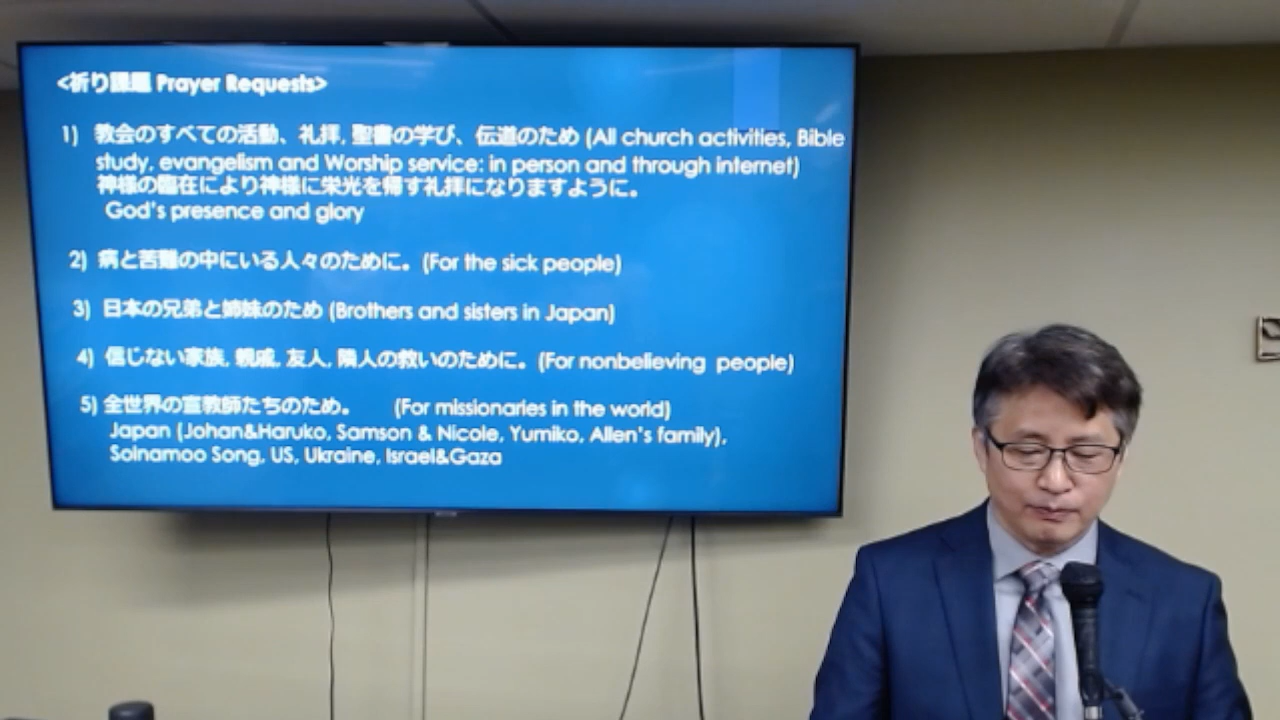 <祈り課題 Prayer Requests>
1) 教会のすべての活動、礼拝, 聖書の学び、伝道のため (All church activities, Bible
study, evangelism and Worship service: in person and through internet)
神様の臨在により神様に栄光を帰す礼拝になりますように。
God's presence and glory
2) 病と苦難の中にいる人々のために。(For the sick people)
3) 日本の兄弟と姉妹のため (Brothers and sisters in Japan)
4) 信じない家族, 親戚, 友人, 隣人の救いのために。(For nonbelieving people)
5) 全世界の宣教師たちのため。 (For missionaries in the world)
Japan (Johan&Haruko, Samson & Nicole, Yumiko, Allen's family),
Solnamoo Song, US, Ukraine, Israel&Gaza